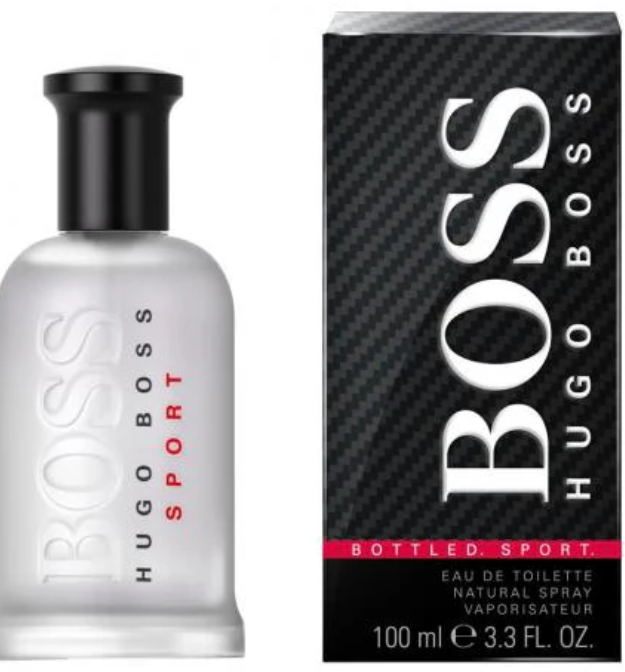 BOSS
HUGO BOSS
SPORT
BOSS
HUGO BOSS
BOTTLED. SPORT.
EAU DE TOILETTE
NATURAL SPRAY
VAPORISATEUR
100 ml ℮ 3.3 FL. OZ.